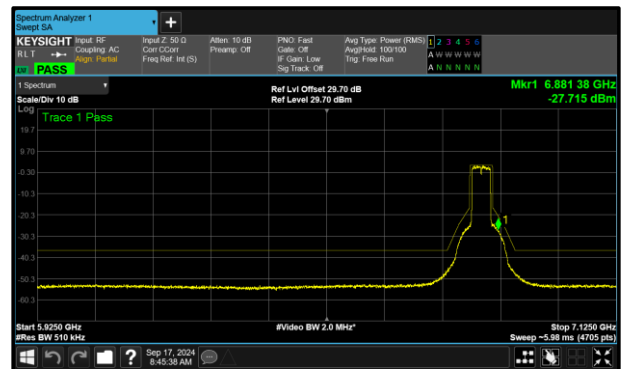 Spectrum Analyzer 1
Swept SA
KEYSIGHT Input: RF Input Z: 50 Ω Atten: 10 dB PNO: Fast Avg Type: Power (RMS) 1 2 3 4 5 6
RLT Coupling: AC Corr CCorr Preamp: Off Gate: Off Avg|Hold: 100/100 A W W W W W
Align: Partial Freq Ref: Int (S) IF Gain: Low Trig: Free Run
LNI PASS Sig Track: Off A N N N N N
1 Spectrum Ref Lvl Offset 29.70 dB Mkr1 6.881 38 GHz
Scale/Div 10 dB Ref Level 29.70 dBm -27.715 dBm
Log
Trace 1 Pass
19.7
9.70
-0.30
-10.3
-20.3
1
-30.3
-40.3
-50.3
-60.3
Start 5.9250 GHz #Video BW 2.0 MHz* Stop 7.1250 GHz
#Res BW 510 kHz Sweep ~5.98 ms (4705 pts)
? Sep 17, 2024
8:45:38 AM